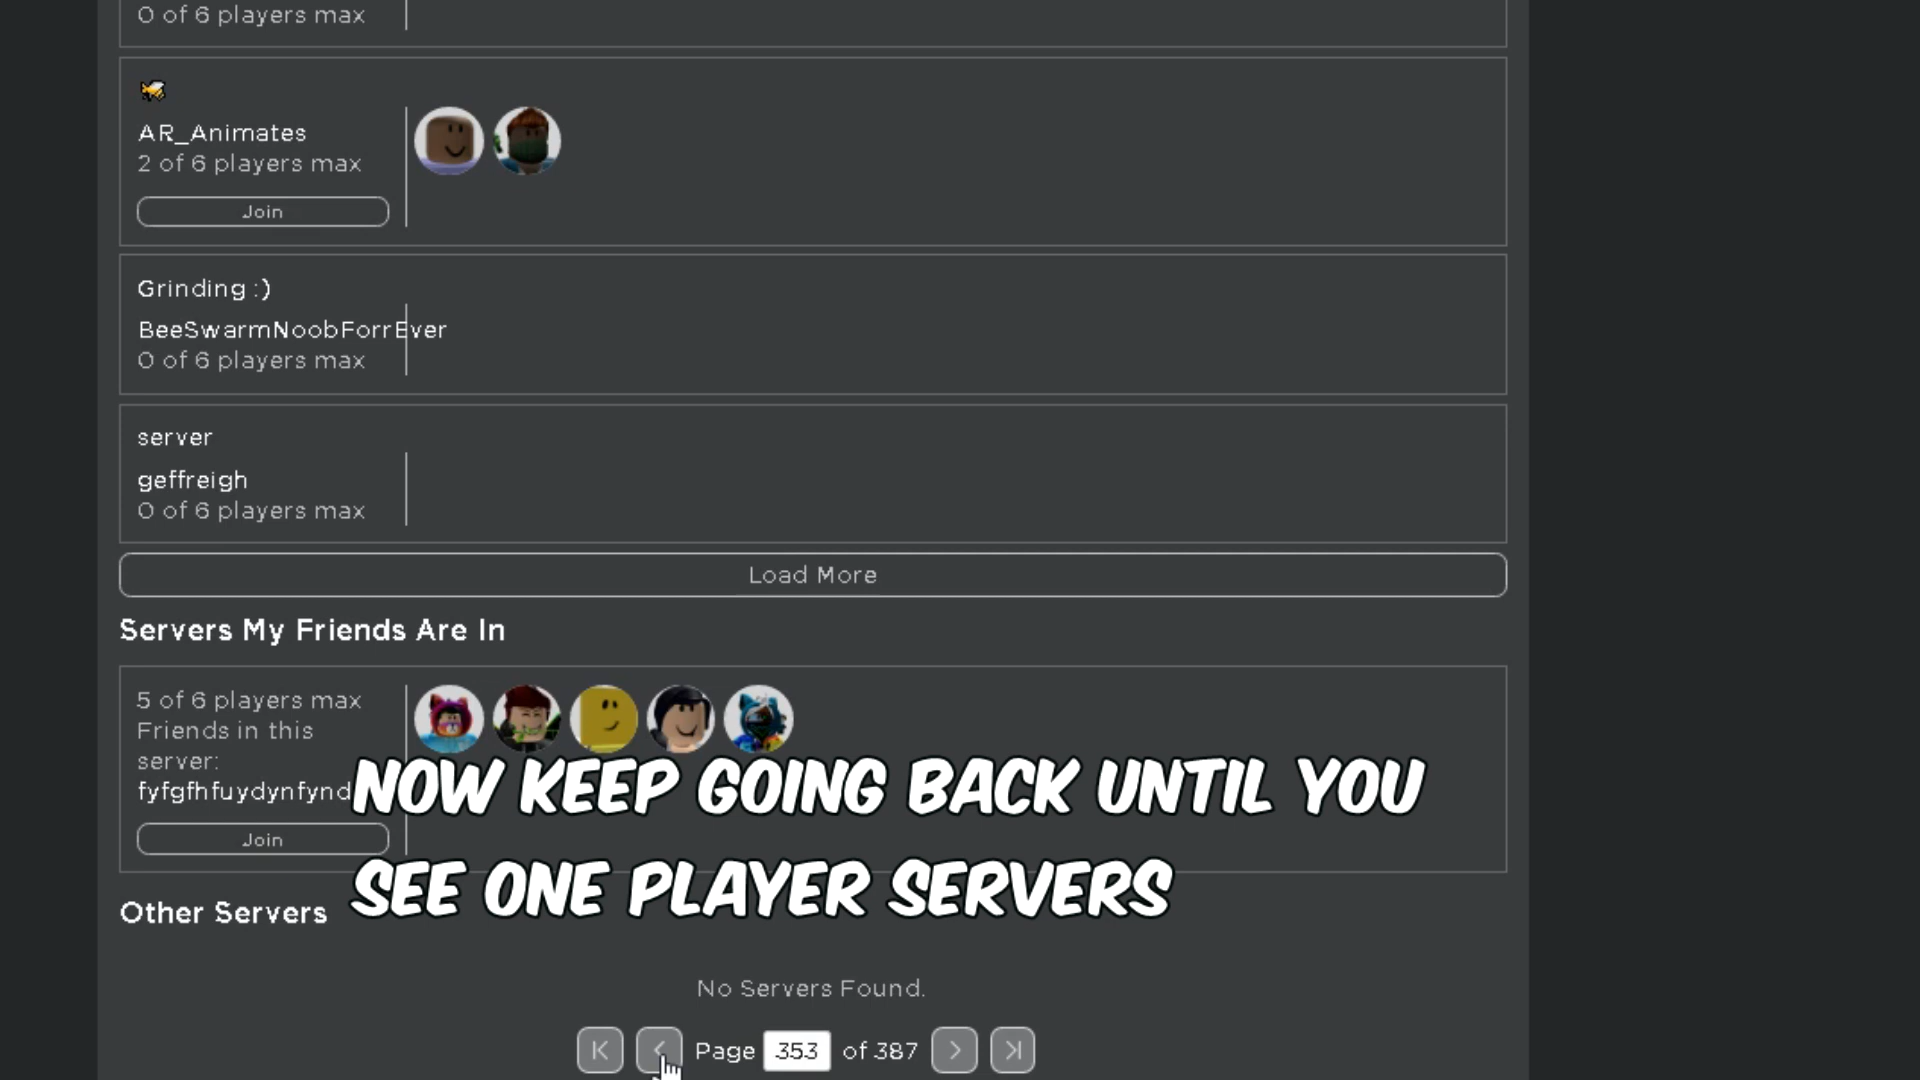 0 of 6 players max
AR_Animates
2 of 6 players max
Join
Grinding :)
BeeSwarmNoobForrEver
0 of 6 players max
server
geffreigh
0 of 6 players max
Load More
Servers My Friends Are In
5 of 6 players max
Friends in this
server:
fyfgfhfuydynfynd
Join
NOW KEEP GOING BACK UNTIL YOU
SEE ONE PLAYER SERVERS
Other Servers
No Servers Found.
Page 353 of 387